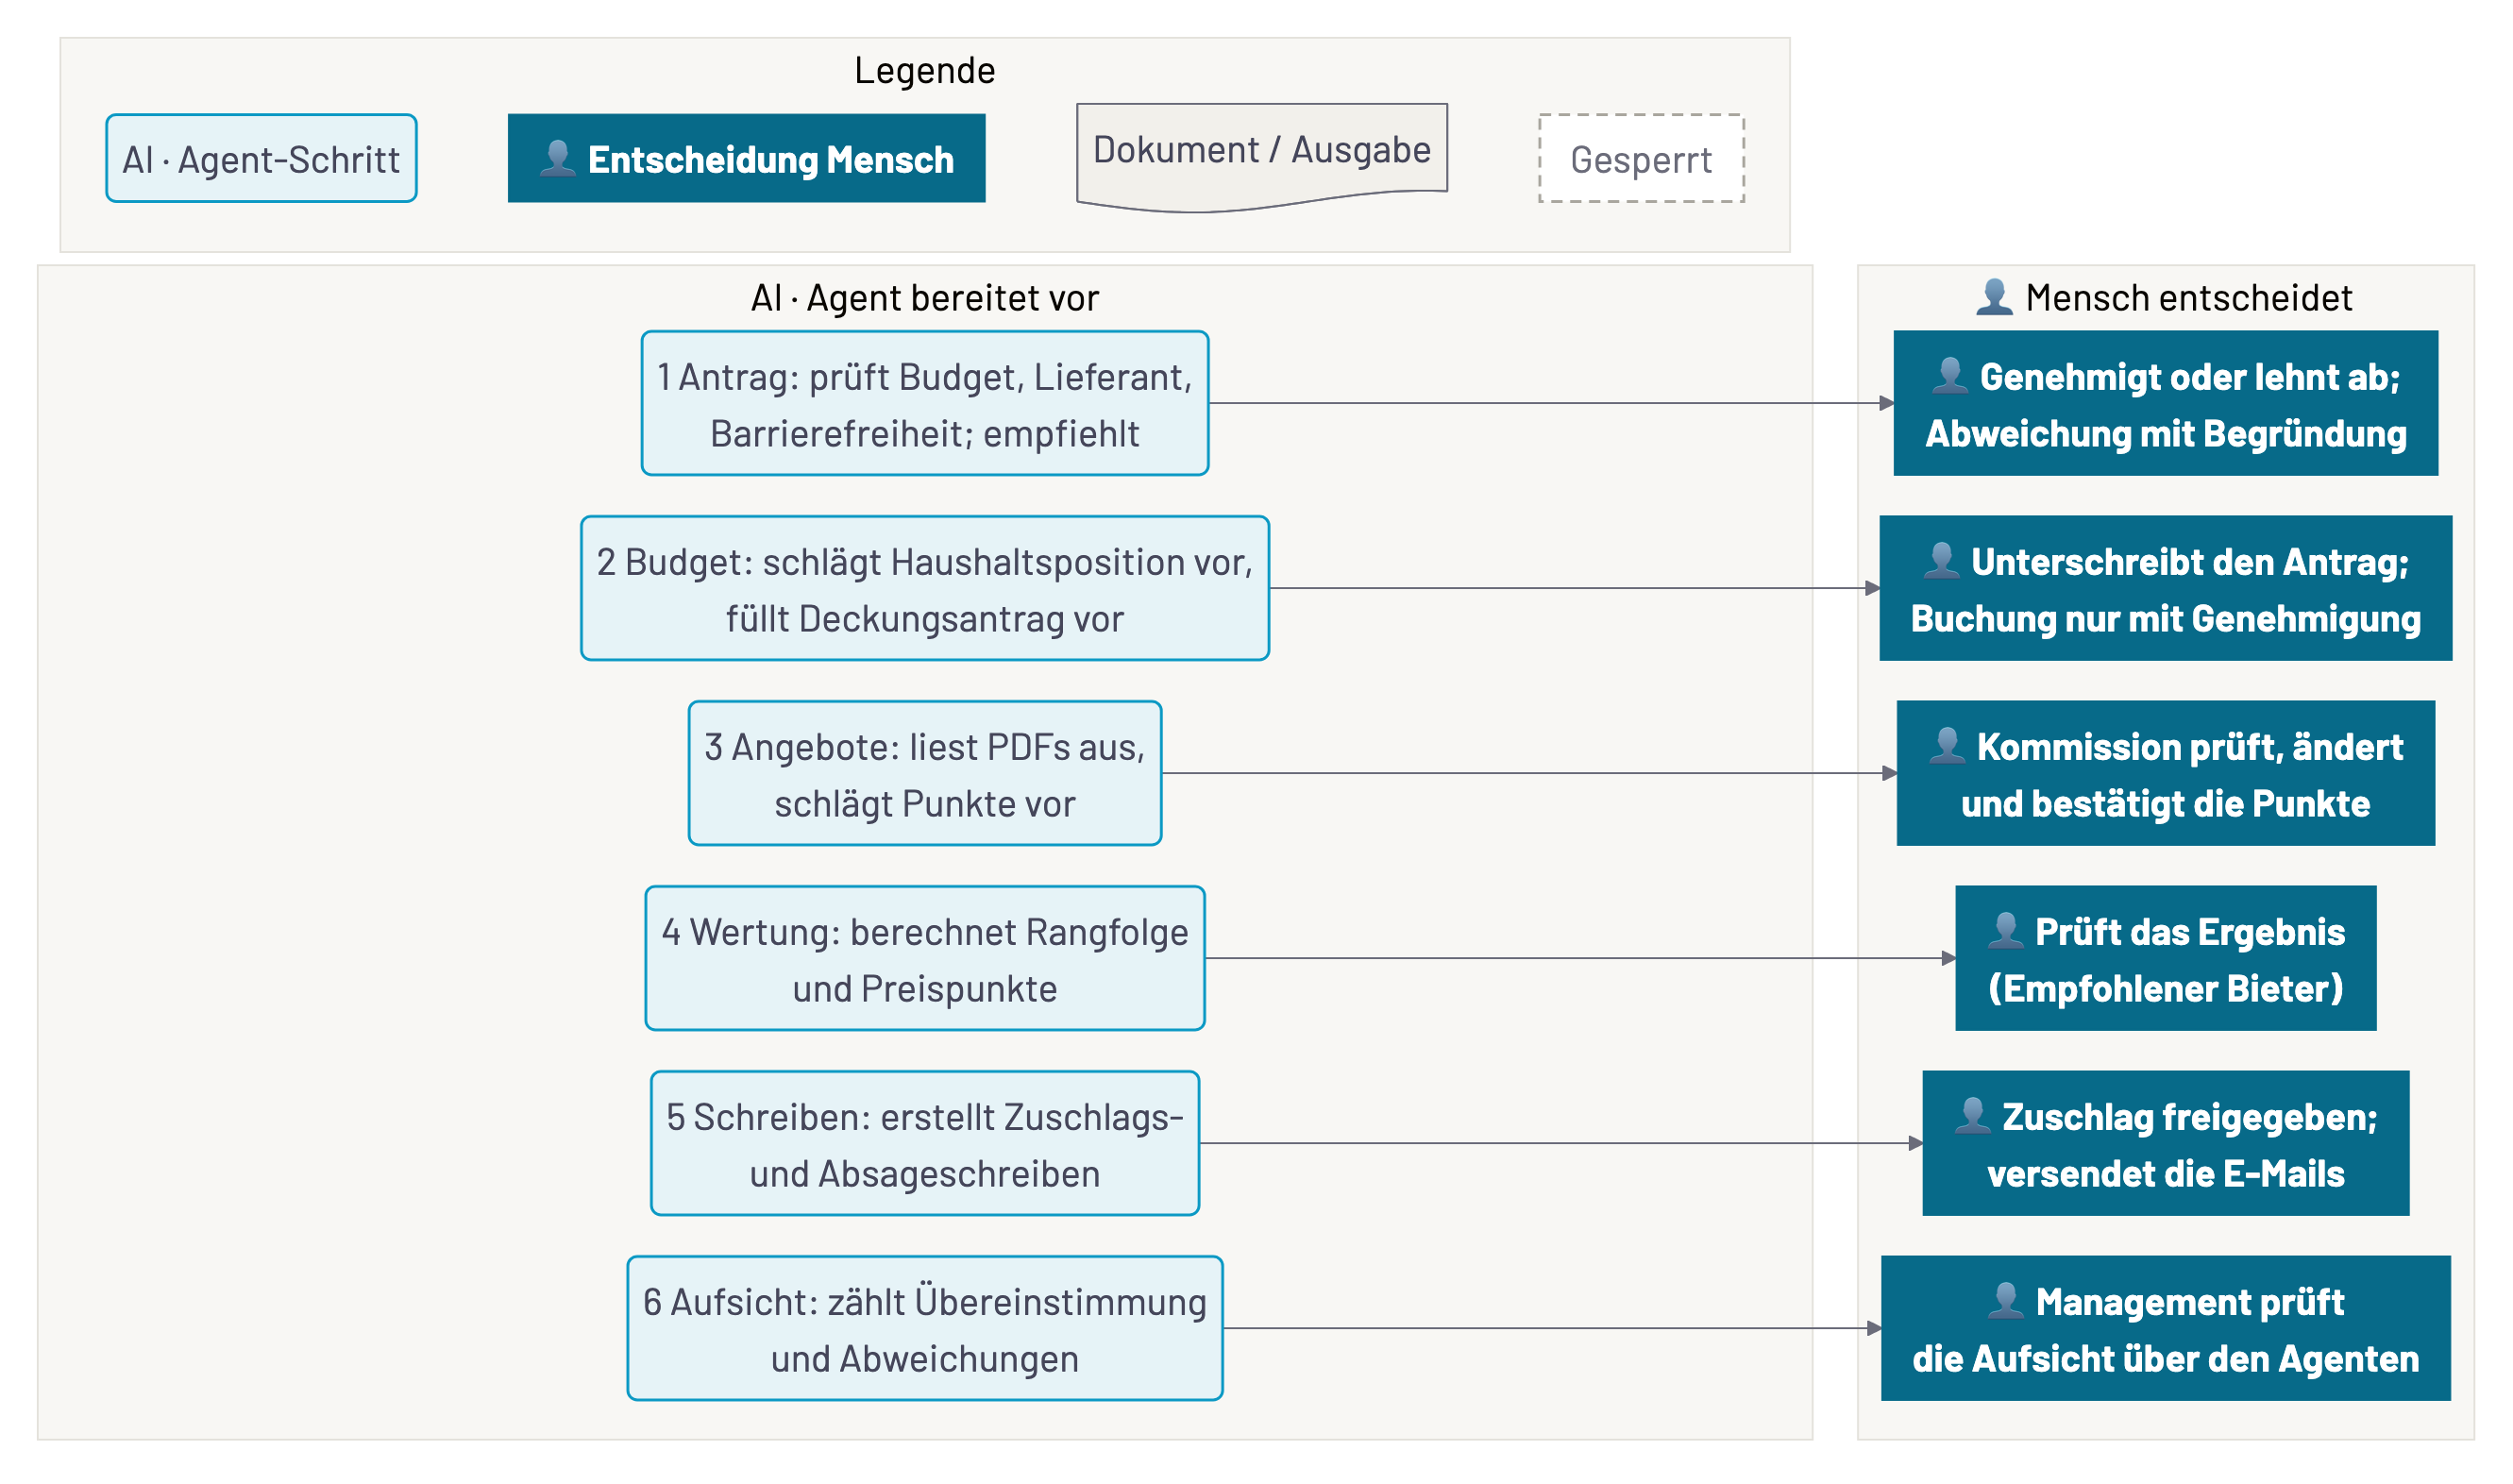 Legende
AI · Agent-Schritt
Entscheidung Mensch
Dokument / Ausgabe
Gesperrt
AI · Agent bereitet vor
Mensch entscheidet
1 Antrag: prüft Budget, Lieferant,
Barrierefreiheit; empfiehlt
Genehmigt oder lehnt ab;
Abweichung mit Begründung
2 Budget: schlägt Haushaltsposition vor,
füllt Deckungsantrag vor
Unterschreibt den Antrag;
Buchung nur mit Genehmigung
3 Angebote: liest PDFs aus,
schlägt Punkte vor
Kommission prüft, ändert
und bestätigt die Punkte
4 Wertung: berechnet Rangfolge
und Preispunkte
Prüft das Ergebnis
(Empfohlener Bieter)
5 Schreiben: erstellt Zuschlags-
und Absageschreiben
Zuschlag freigegeben;
versendet die E-Mails
6 Aufsicht: zählt Übereinstimmung
und Abweichungen
Management prüft
die Aufsicht über den Agenten